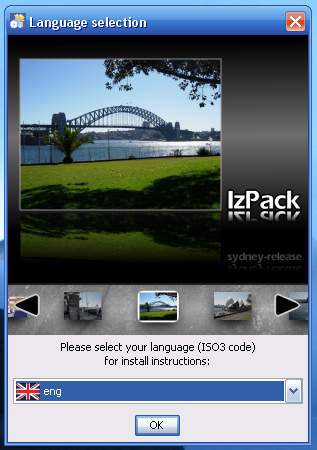 Language selection
IzPack
sydney-release
Please select your language (ISO3 code)
for install instructions:
eng
OK